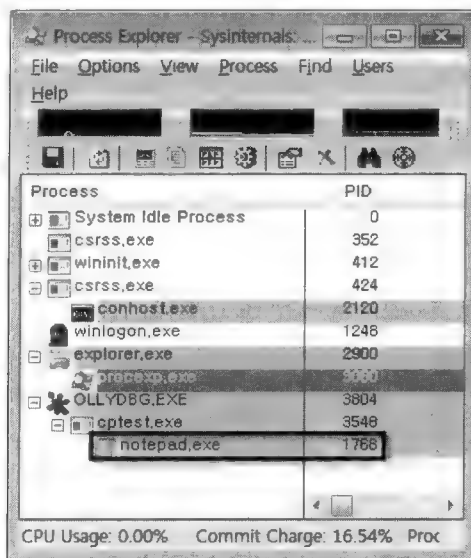 Process Explorer - Sysinternals: ...
File Options View Process Find Users
Help
Process PID
System Idle Process 0
csrss.exe 352
wininit.exe 412
csrss.exe 424
conhost.exe 2120
winlogon.exe 1248
explorer.exe 2900
procexp.exe 3060
OLLYDBG.EXE 3804
cptest.exe 3548
notepad.exe 1768
CPU Usage: 0.00% Commit Charge: 16.54% Proc